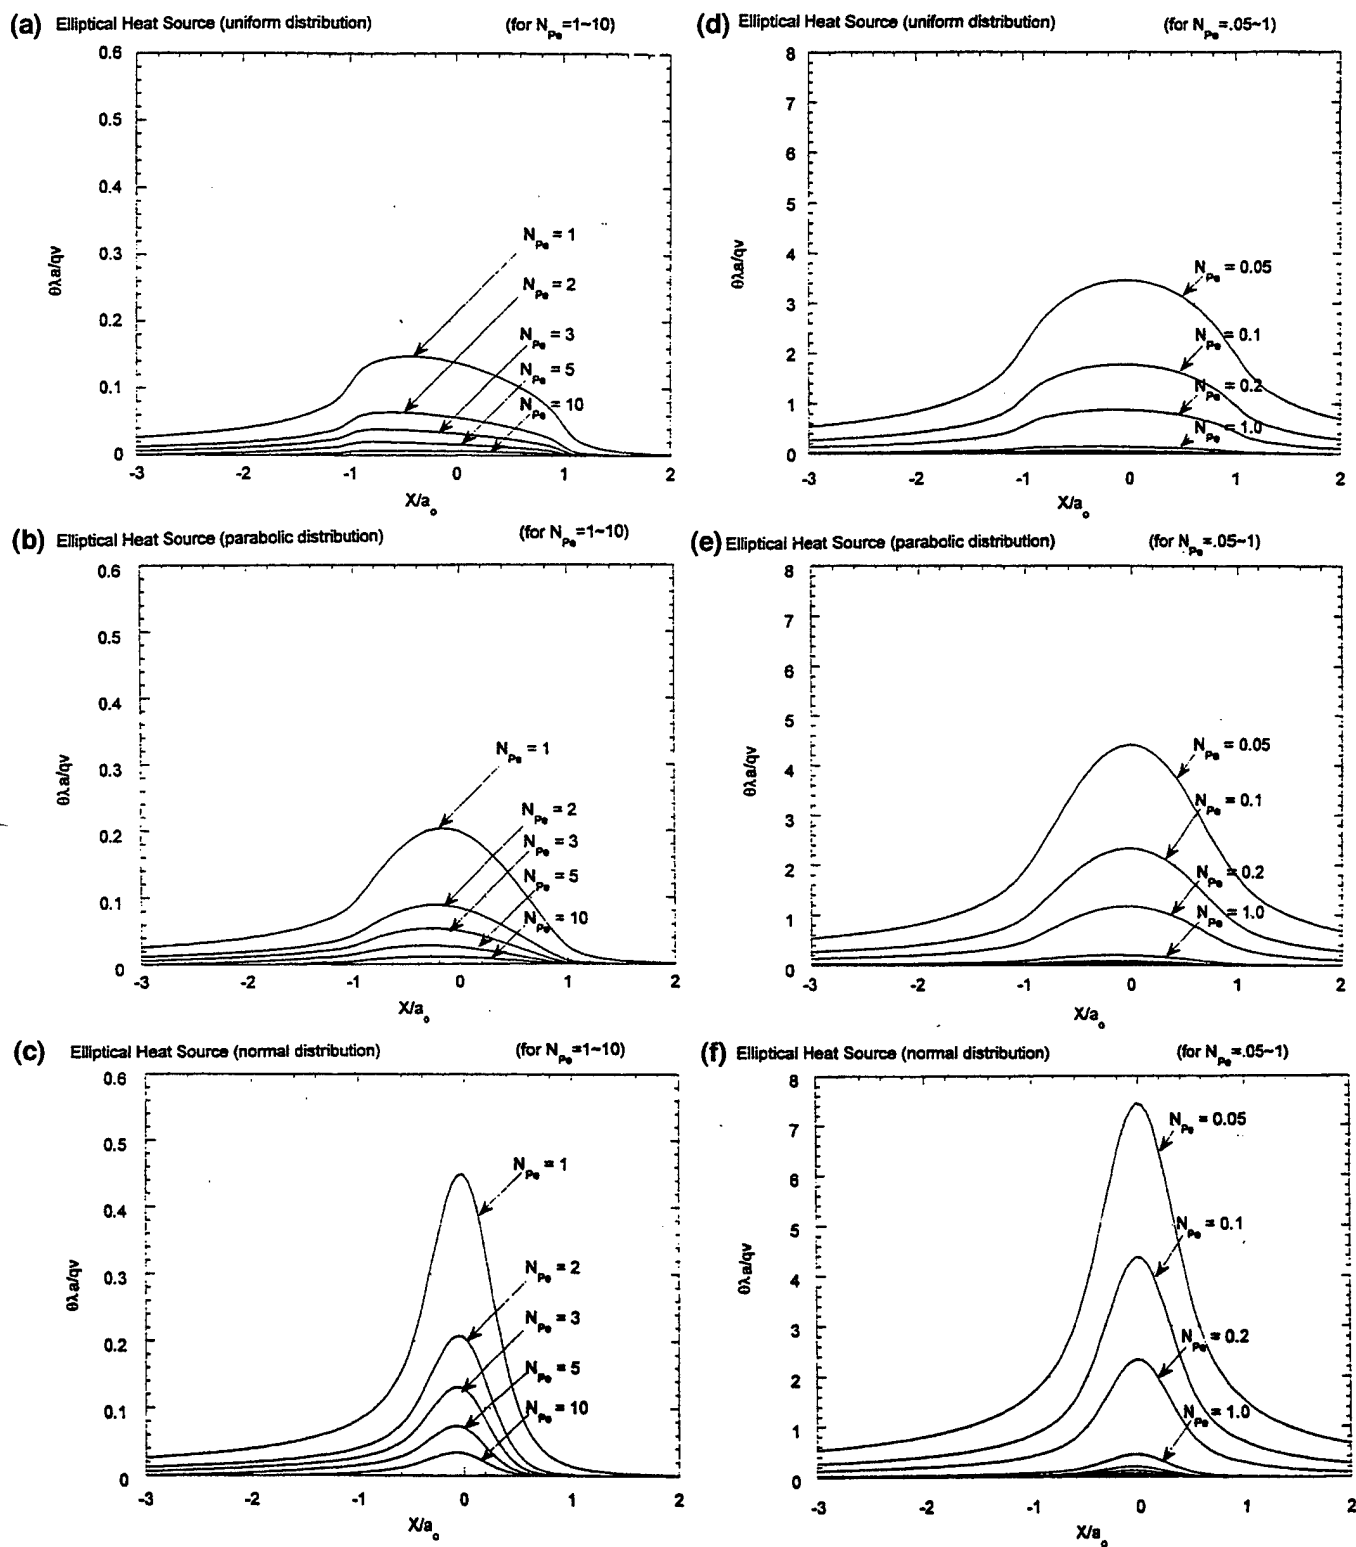 (a) Elliptical Heat Source (uniform distribution) (for N_Pe=1~10)
0.6
0.5
0.4
0.3
0.2
0.1
0
θλa/qv
N_Pe = 1
N_Pe = 2
N_Pe = 3
N_Pe = 5
N_Pe = 10
-3 -2 -1 0 1 2
X/a_o
(d) Elliptical Heat Source (uniform distribution) (for N_Pe=.05~1)
8
7
6
5
4
3
2
1
0
θλa/qv
N_Pe = 0.05
N_Pe = 0.1
N_Pe = 0.2
N_Pe = 1.0
-3 -2 -1 0 1 2
X/a_o
(b) Elliptical Heat Source (parabolic distribution) (for N_Pe=1~10)
0.6
0.5
0.4
0.3
0.2
0.1
0
θλa/qv
N_Pe = 1
N_Pe = 2
N_Pe = 3
N_Pe = 5
N_Pe = 10
-3 -2 -1 0 1 2
X/a_o
(e) Elliptical Heat Source (parabolic distribution) (for N_Pe=.05~1)
8
7
6
5
4
3
2
1
0
θλa/qv
N_Pe = 0.05
N_Pe = 0.1
N_Pe = 0.2
N_Pe = 1.0
-3 -2 -1 0 1 2
X/a_o
(c) Elliptical Heat Source (normal distribution) (for N_Pe=1~10)
0.6
0.5
0.4
0.3
0.2
0.1
0
θλa/qv
N_Pe = 1
N_Pe = 2
N_Pe = 3
N_Pe = 5
N_Pe = 10
-3 -2 -1 0 1 2
X/a_o
(f) Elliptical Heat Source (normal distribution) (for N_Pe=.05~1)
8
7
6
5
4
3
2
1
0
θλa/qv
N_Pe = 0.05
N_Pe = 0.1
N_Pe = 0.2
N_Pe = 1.0
-3 -2 -1 0 1 2
X/a_o